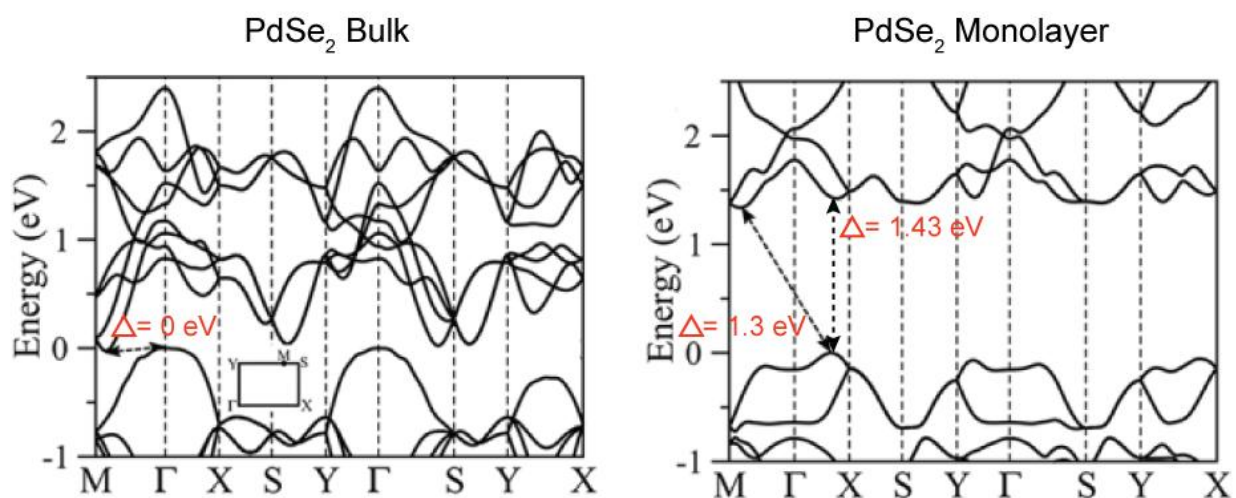 PdSe₂ Bulk
Energy (eV)
2
1
0
-1
Δ= 0 eV
Y M S
Γ X
M Γ X S Y Γ S Y X
PdSe₂ Monolayer
Energy (eV)
2
1
0
-1
Δ= 1.43 eV
Δ= 1.3 eV
M Γ X S Y Γ S Y X